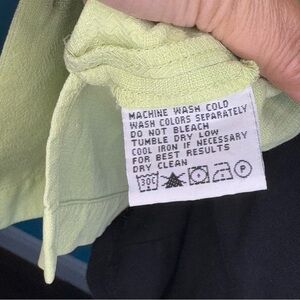 MACHINE WASH COLD
WASH COLORS SEPARATELY
DO NOT BLEACH
TUMBLE DRY LOW
COOL IRON IF NECESSARY
FOR BEST RESULTS
DRY CLEAN
30C P